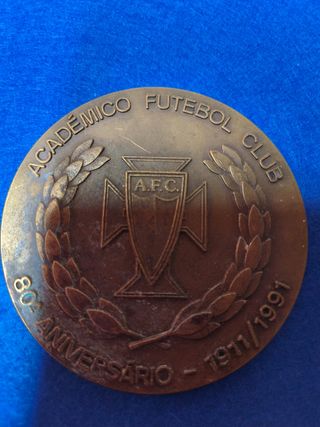 ACADÉMICO FUTEBOL CLUB
A.F.C.
80º ANIVERSÁRIO - 1911/1991